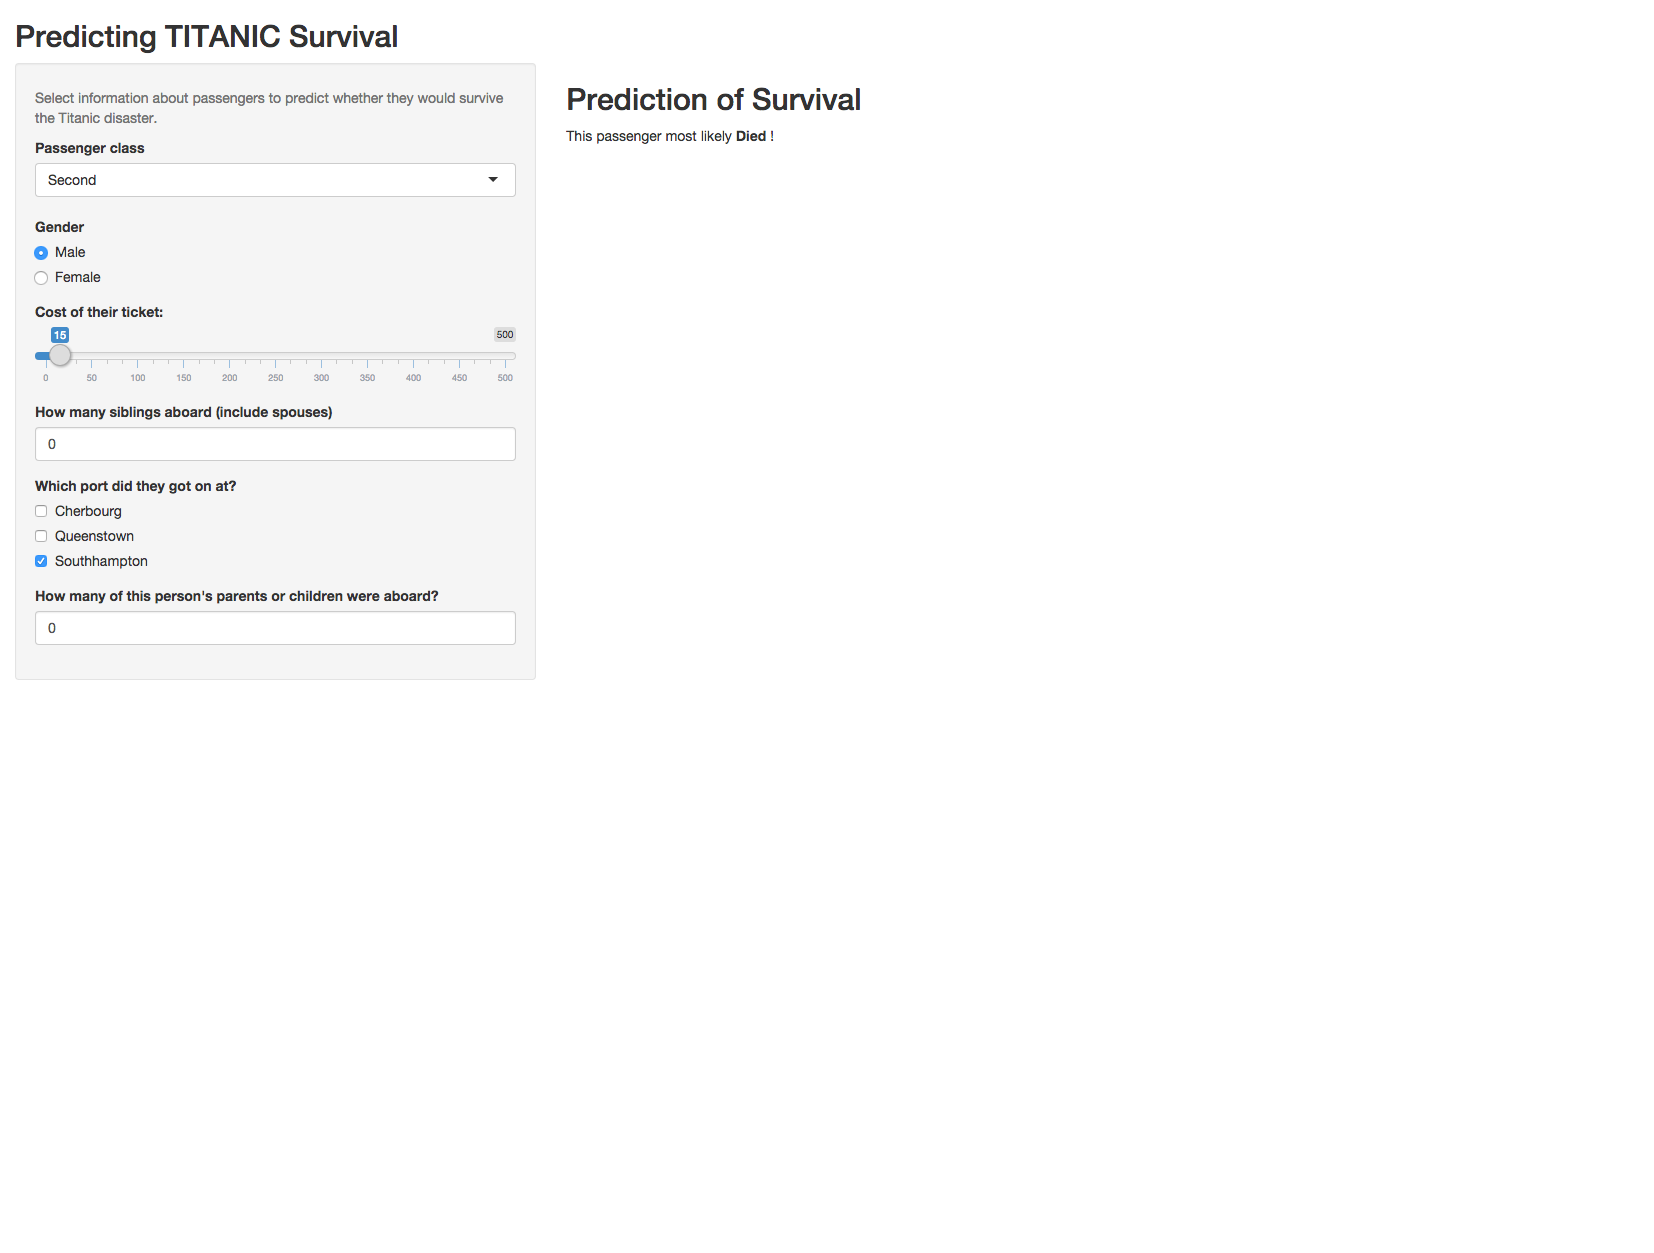 Predicting TITANIC Survival
Select information about passengers to predict whether they would survive
the Titanic disaster.
Passenger class
Second
Gender
Male
Female
Cost of their ticket:
15 500
0 50 100 150 200 250 300 350 400 450 500
How many siblings aboard (include spouses)
0
Which port did they got on at?
Cherbourg
Queenstown
Southhampton
How many of this person's parents or children were aboard?
0
Prediction of Survival
This passenger most likely Died !